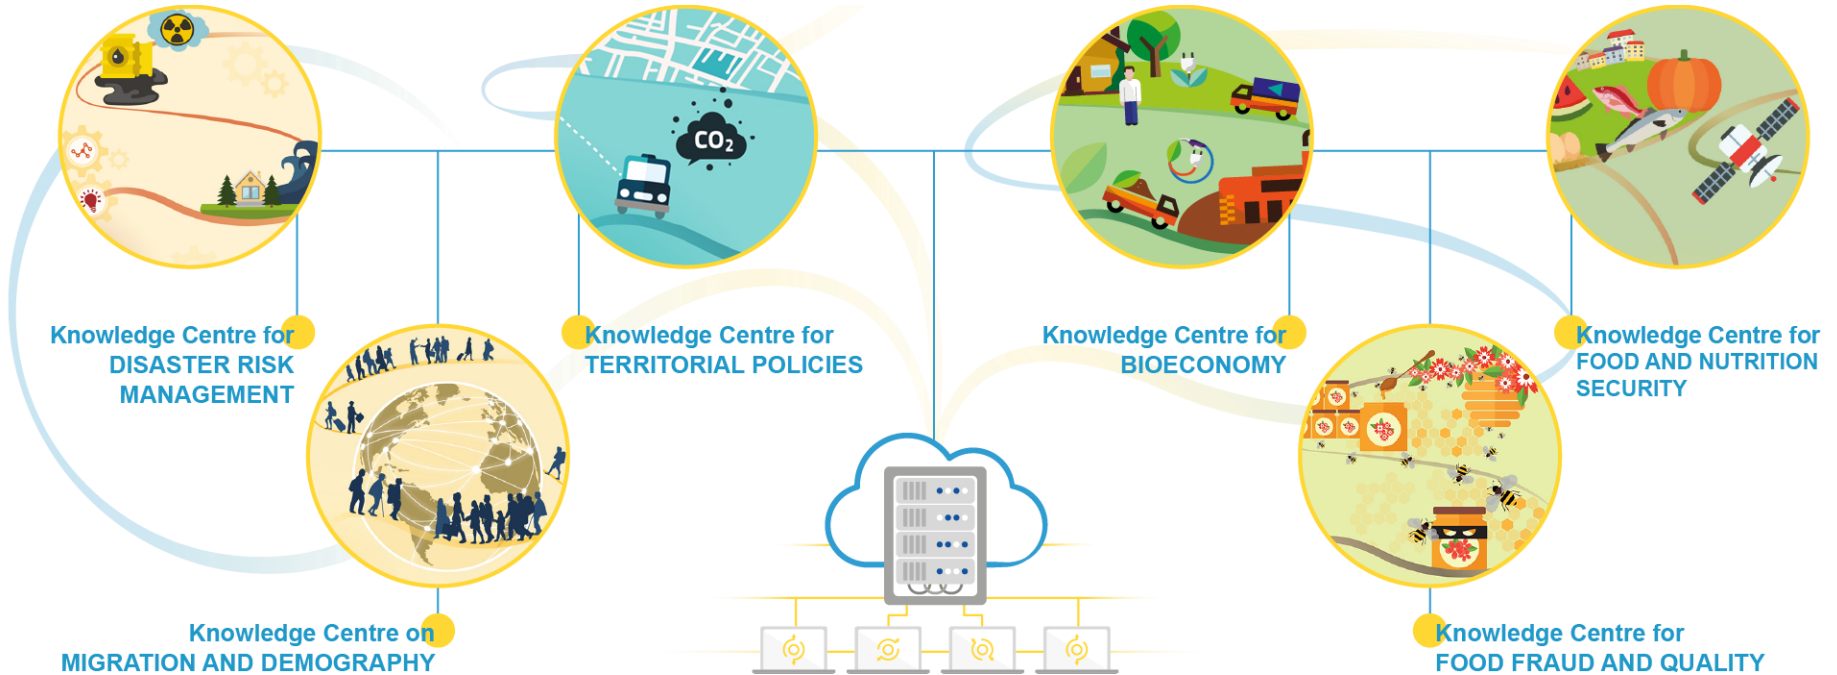 CO₂
Knowledge Centre for
DISASTER RISK
MANAGEMENT
Knowledge Centre for
TERRITORIAL POLICIES
Knowledge Centre for
BIOECONOMY
Knowledge Centre for
FOOD AND NUTRITION
SECURITY
Knowledge Centre on
MIGRATION AND DEMOGRAPHY
Knowledge Centre for
FOOD FRAUD AND QUALITY